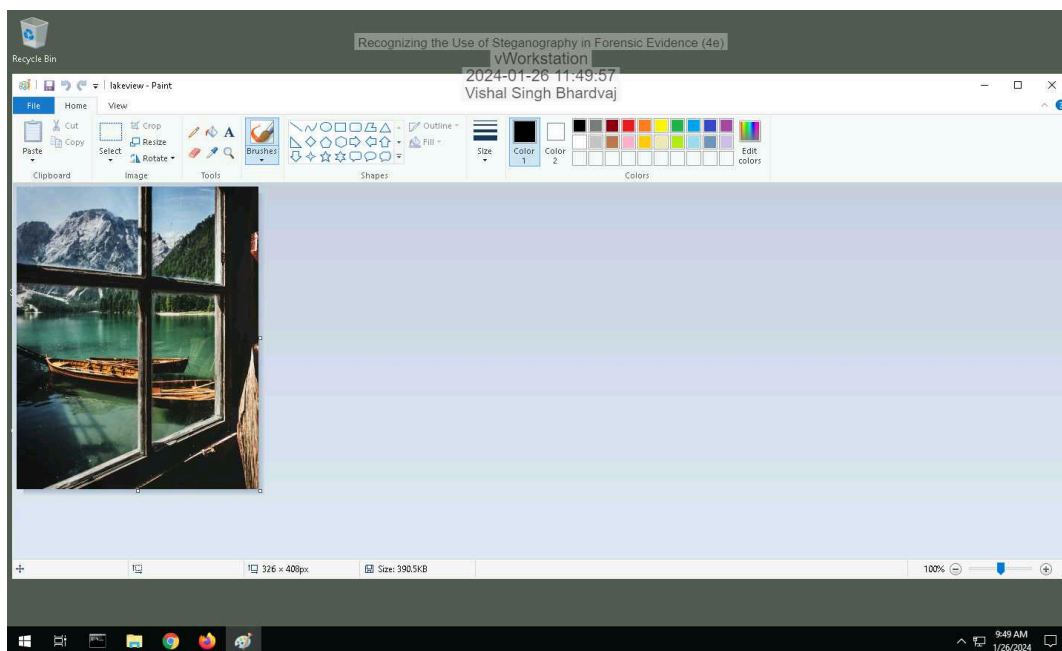 Recycle Bin
Recognizing the Use of Steganography in Forensic Evidence (4e)
vWorkstation
2024-01-26 11:49:57
Vishal Singh Bhardvaj
lakeview - Paint
File Home View
Paste
Cut
Copy
Clipboard
Select
Crop
Resize
Rotate
Image
A
Tools
Brushes
Outline
Fill
Shapes
Size
Color 1
Color 2
Edit colors
Colors
326 × 408px
Size: 390.5KB
100%
9:49 AM
1/26/2024